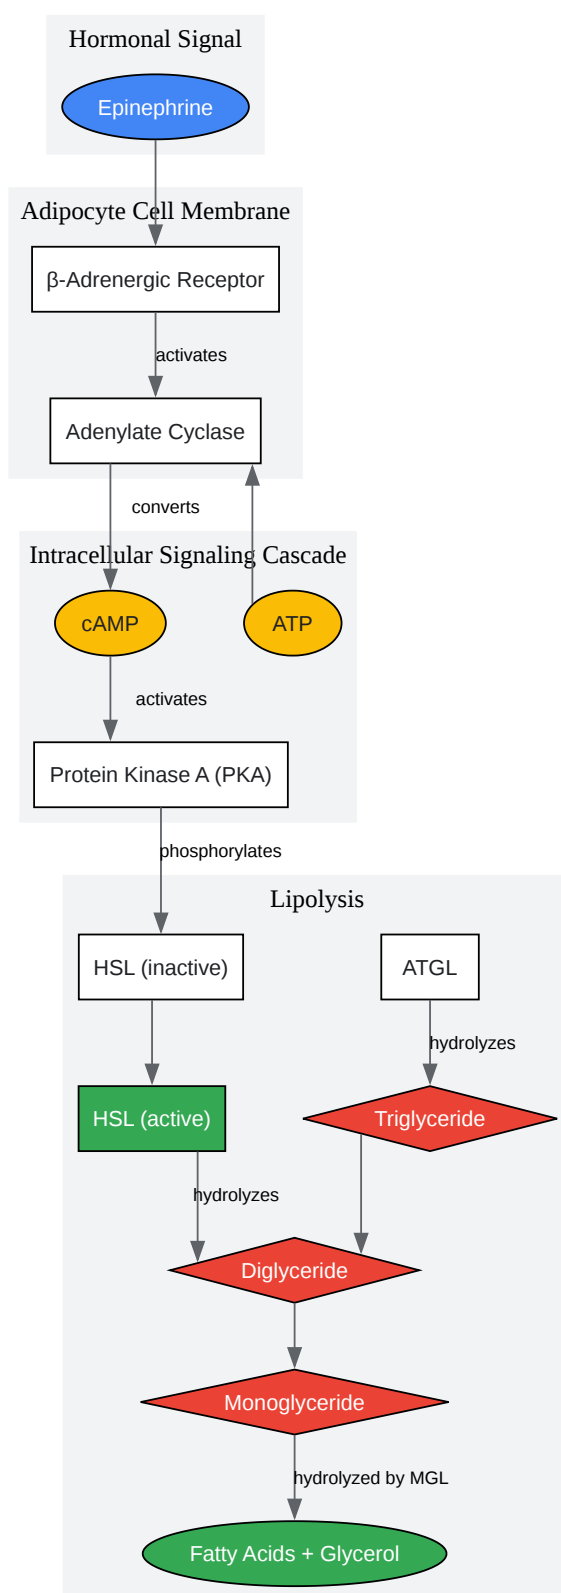 Hormonal Signal
Epinephrine
Adipocyte Cell Membrane
β-Adrenergic Receptor
activates
Adenylate Cyclase
converts
Intracellular Signaling Cascade
cAMP
ATP
activates
Protein Kinase A (PKA)
phosphorylates
Lipolysis
HSL (inactive)
ATGL
hydrolyzes
HSL (active)
Triglyceride
hydrolyzes
Diglyceride
Monoglyceride
hydrolyzed by MGL
Fatty Acids + Glycerol